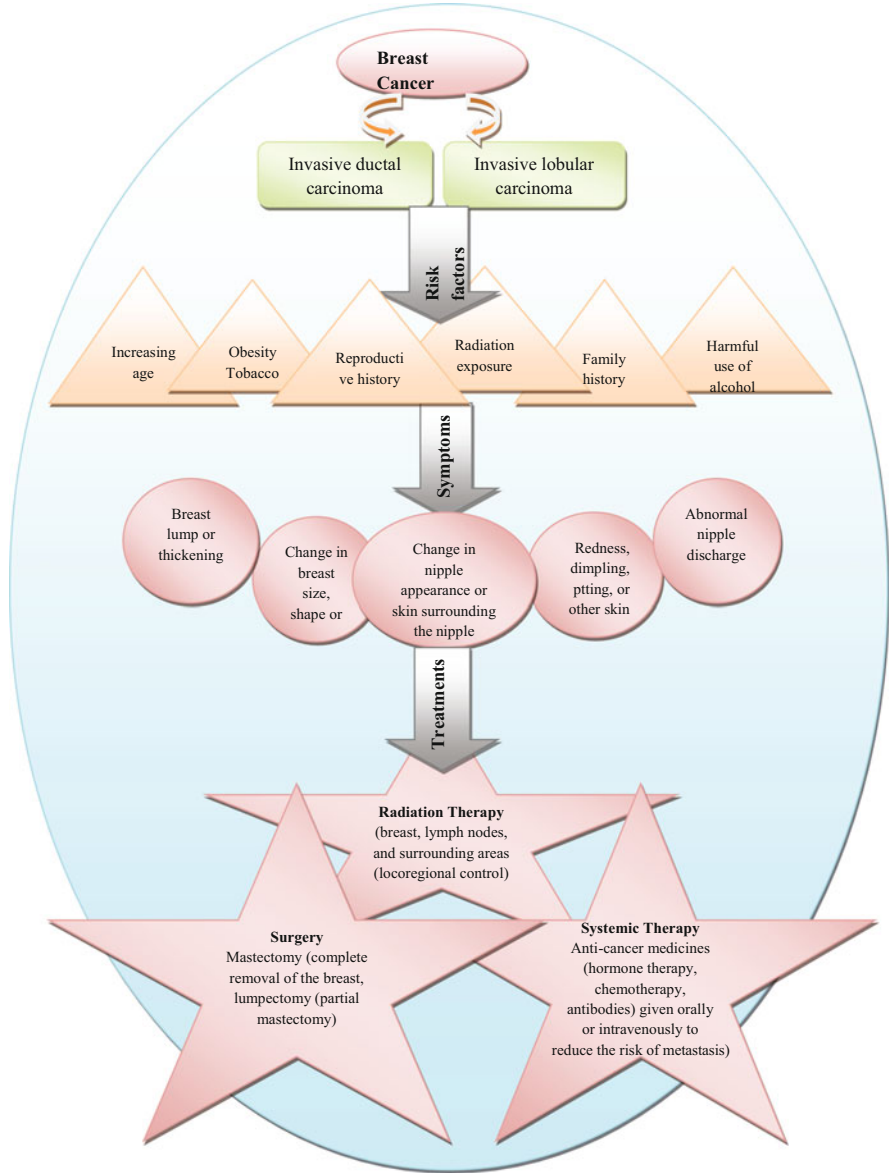 Breast
Cancer
Invasive ductal
carcinoma
Invasive lobular
carcinoma
Risk
factors
Increasing
age
Obesity
Tobacco
Reproducti
ve history
Radiation
exposure
Family
history
Harmful
use of
alcohol
Symptoms
Breast
lump or
thickening
Change in
breast
size,
shape or
Change in
nipple
appearance or
skin surrounding
the nipple
Redness,
dimpling,
ptting, or
other skin
Abnormal
nipple
discharge
Treatments
Radiation Therapy
(breast, lymph nodes,
and surrounding areas
(locoregional control)
Surgery
Mastectomy (complete
removal of the breast,
lumpectomy (partial
mastectomy)
Systemic Therapy
Anti-cancer medicines
(hormone therapy,
chemotherapy,
antibodies) given orally
or intravenously to
reduce the risk of metastasis)